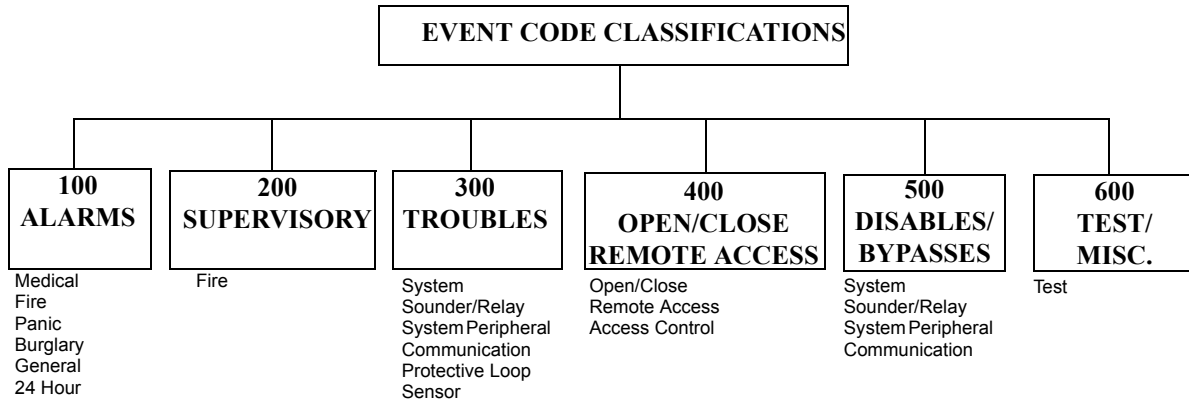 EVENT CODE CLASSIFICATIONS
100
ALARMS
Medical
Fire
Panic
Burglary
General
24 Hour
200
SUPERVISORY
Fire
300
TROUBLES
System
Sounder/Relay
System Peripheral
Communication
Protective Loop
Sensor
400
OPEN/CLOSE
REMOTE ACCESS
Open/Close
Remote Access
Access Control
500
DISABLES/
BYPASSES
System
Sounder/Relay
System Peripheral
Communication
600
TEST/
MISC.
Test